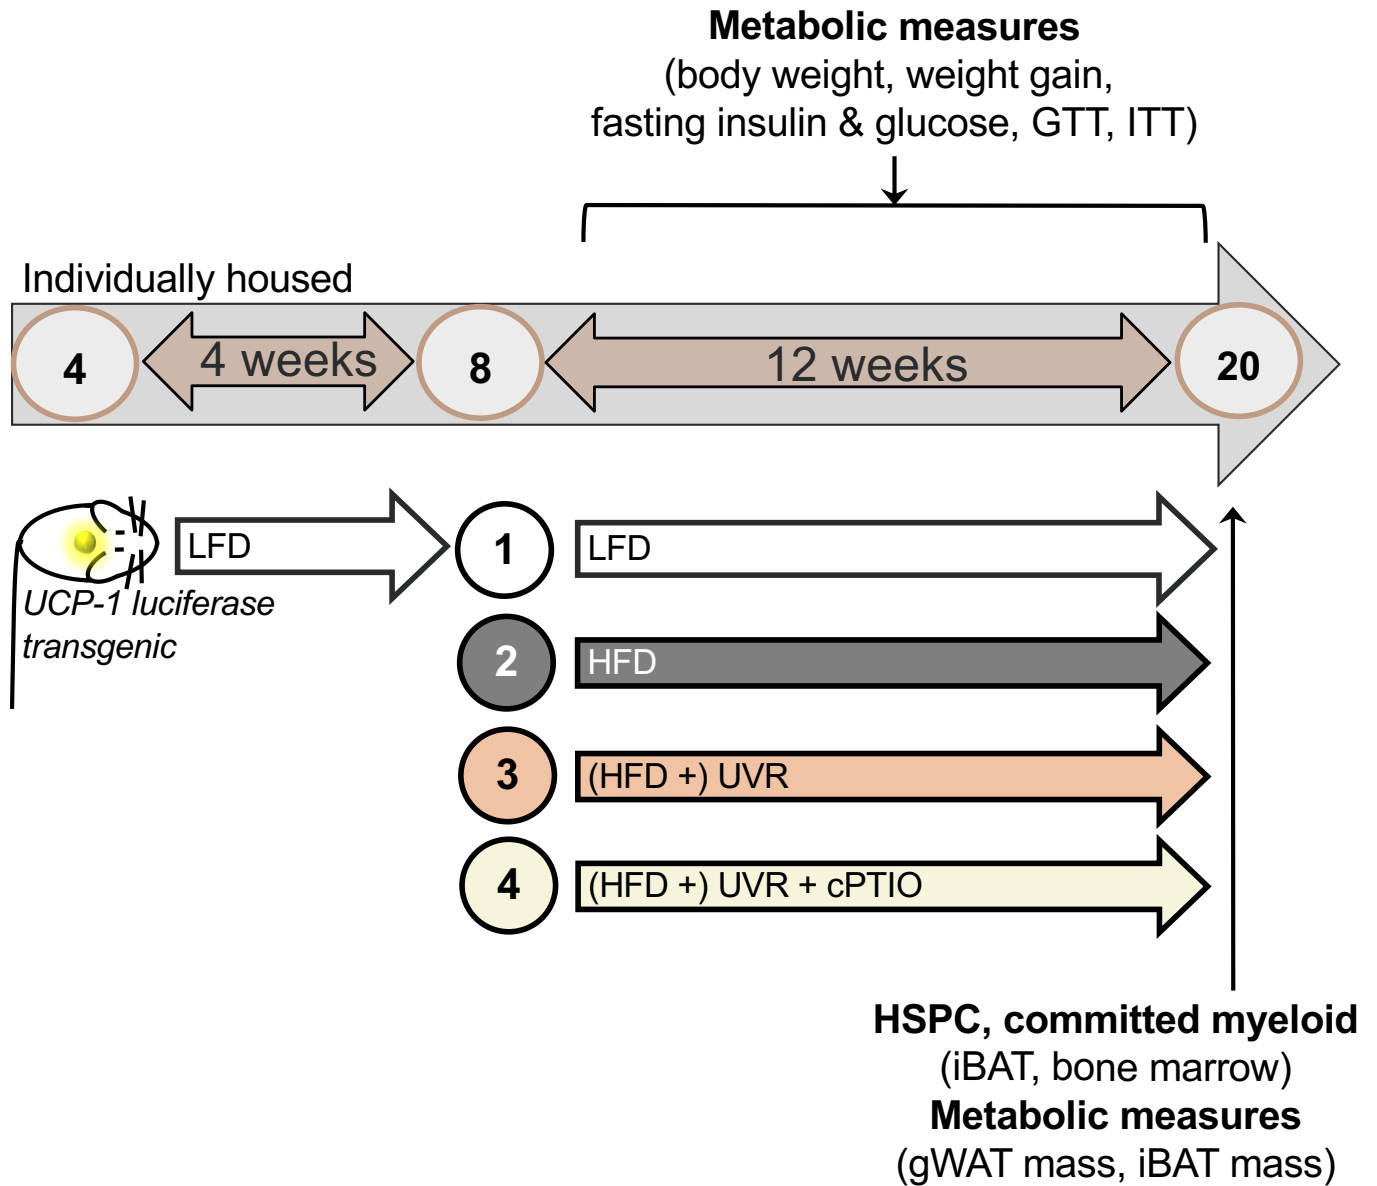 Metabolic measures
(body weight, weight gain,
fasting insulin & glucose, GTT, ITT)
Individually housed
4
4 weeks
8
12 weeks
20
UCP-1 luciferase
transgenic
LFD
1
LFD
2
HFD
3
(HFD +) UVR
4
(HFD +) UVR + cPTIO
HSPC, committed myeloid
(iBAT, bone marrow)
Metabolic measures
(gWAT mass, iBAT mass)